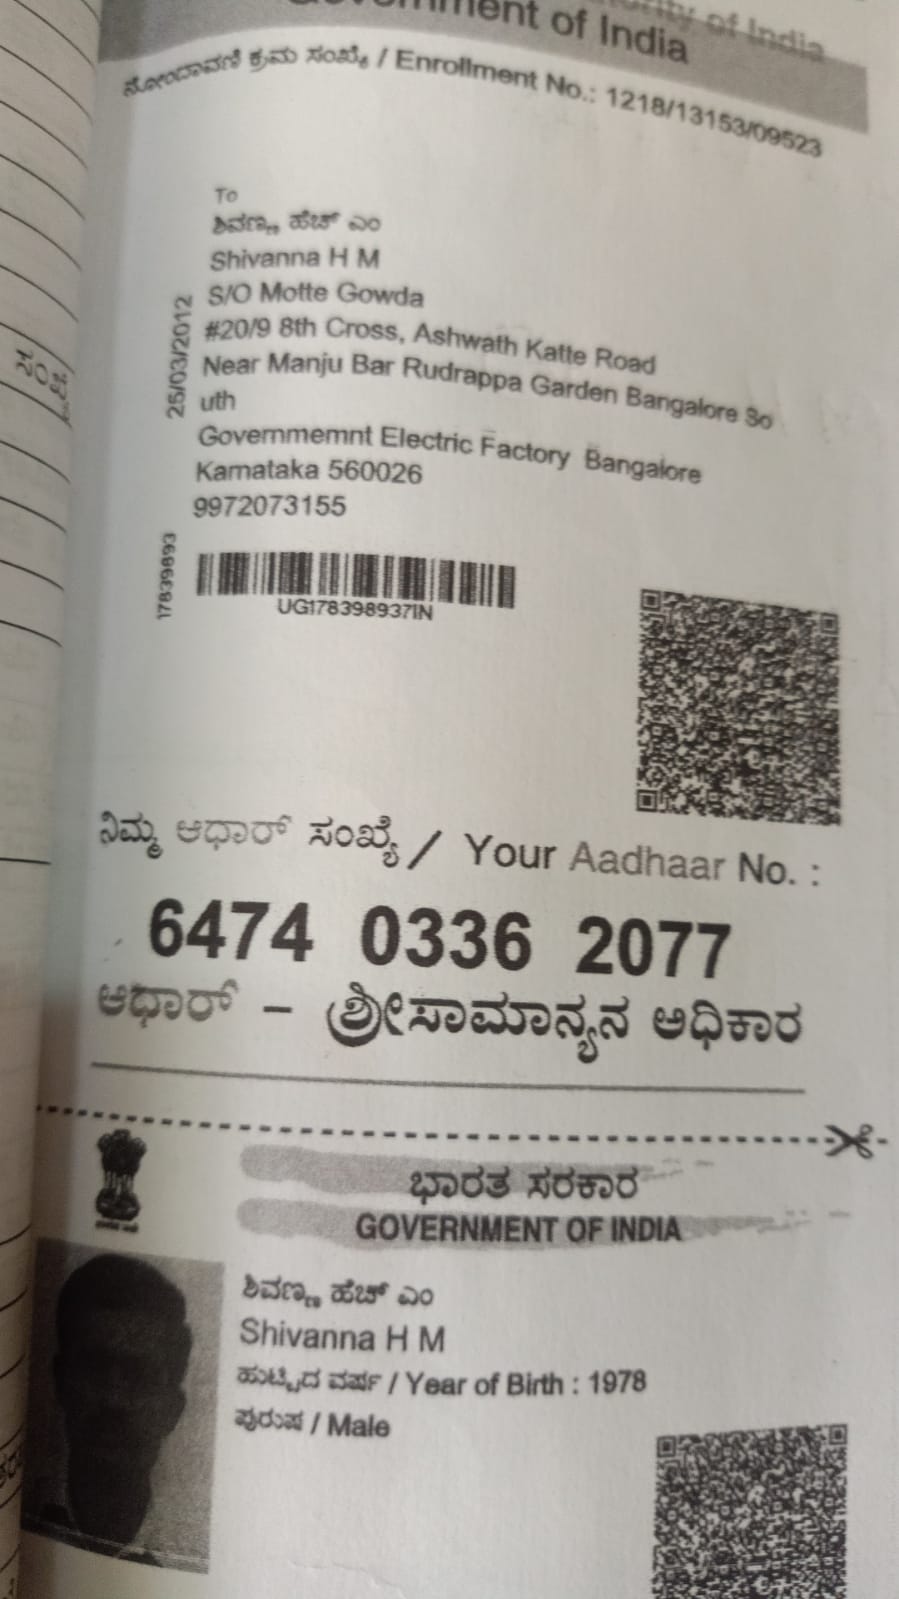 Government of India
ನೋಂದಾವಣಿ ಕ್ರಮ ಸಂಖ್ಯೆ / Enrollment No.: 1218/13153/09523
To
ಶಿವಣ್ಣ ಹೆಚ್ ಎಂ
Shivanna H M
S/O Motte Gowda
#20/9 8th Cross, Ashwath Katte Road
Near Manju Bar Rudrappa Garden Bangalore So
uth
Governmemnt Electric Factory Bangalore
Karnataka 560026
9972073155
25/03/2012
17839893
UG178398937IN
ನಿಮ್ಮ ಆಧಾರ್ ಸಂಖ್ಯೆ / Your Aadhaar No. :
6474 0336 2077
ಆಧಾರ್ – ಶ್ರೀಸಾಮಾನ್ಯನ ಅಧಿಕಾರ
ಭಾರತ ಸರಕಾರ
GOVERNMENT OF INDIA
ಶಿವಣ್ಣ ಹೆಚ್ ಎಂ
Shivanna H M
ಹುಟ್ಟಿದ ವರ್ಷ / Year of Birth : 1978
ಪುರುಷ / Male